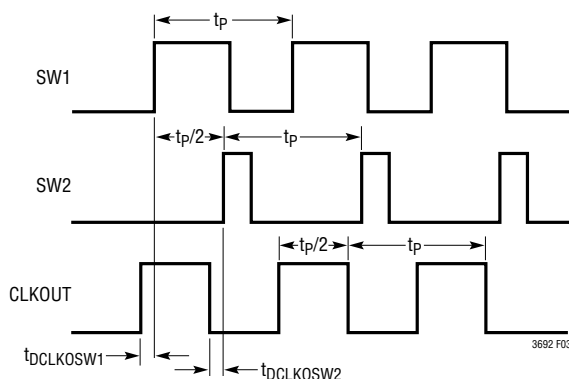 tP
SW1
tP/2
tP
SW2
tP/2
tP
CLKOUT
3692 F03
tDCLKOSW1
tDCLKOSW2